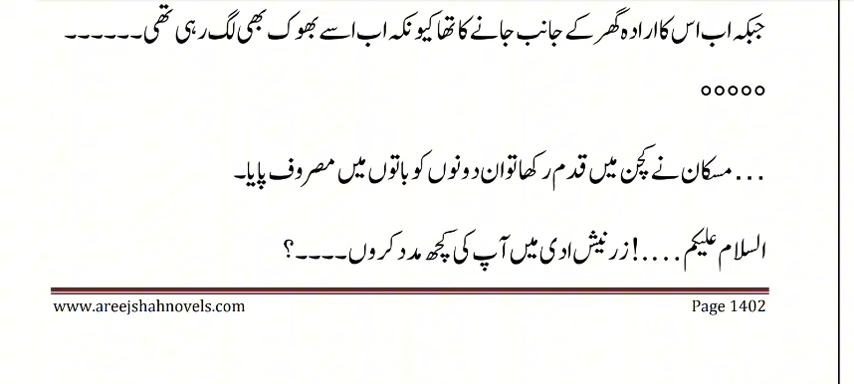 جبکہ اب اس کا ارادہ گھر کے جانب جانے کا تھا کیونکہ اب اسے بھوک بھی لگ رہی تھی۔۔۔۔۔۔
ooooo
...مسکان نے کچن میں قدم رکھا تو ان دونوں کو باتوں میں مصروف پایا۔
السلام علیکم....!زرنیش ادی میں آپ کی کچھ مدد کروں۔۔۔۔؟
www.areejshahnovels.com Page 1402